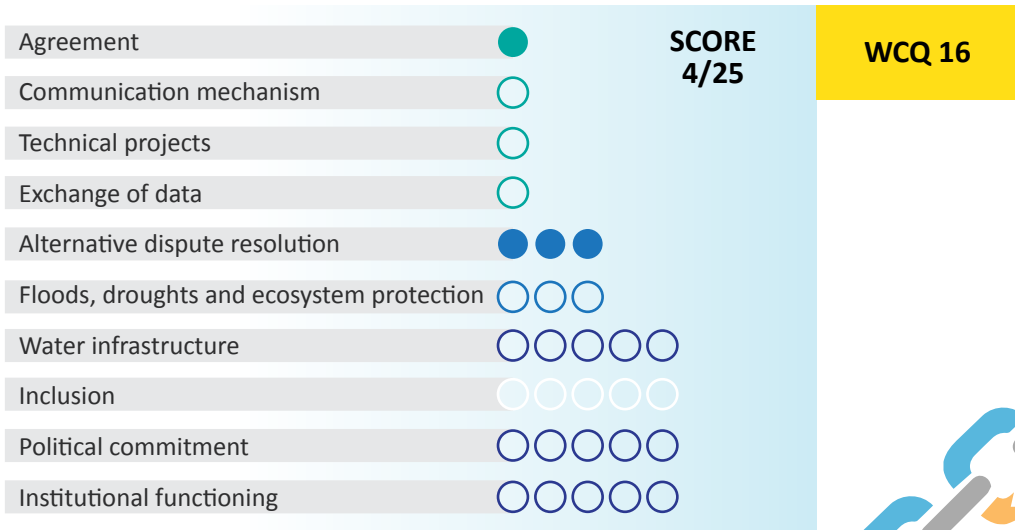 Agreement
SCORE
4/25
WCQ 16
Communication mechanism
Technical projects
Exchange of data
Alternative dispute resolution
Floods, droughts and ecosystem protection
Water infrastructure
Inclusion
Political commitment
Institutional functioning